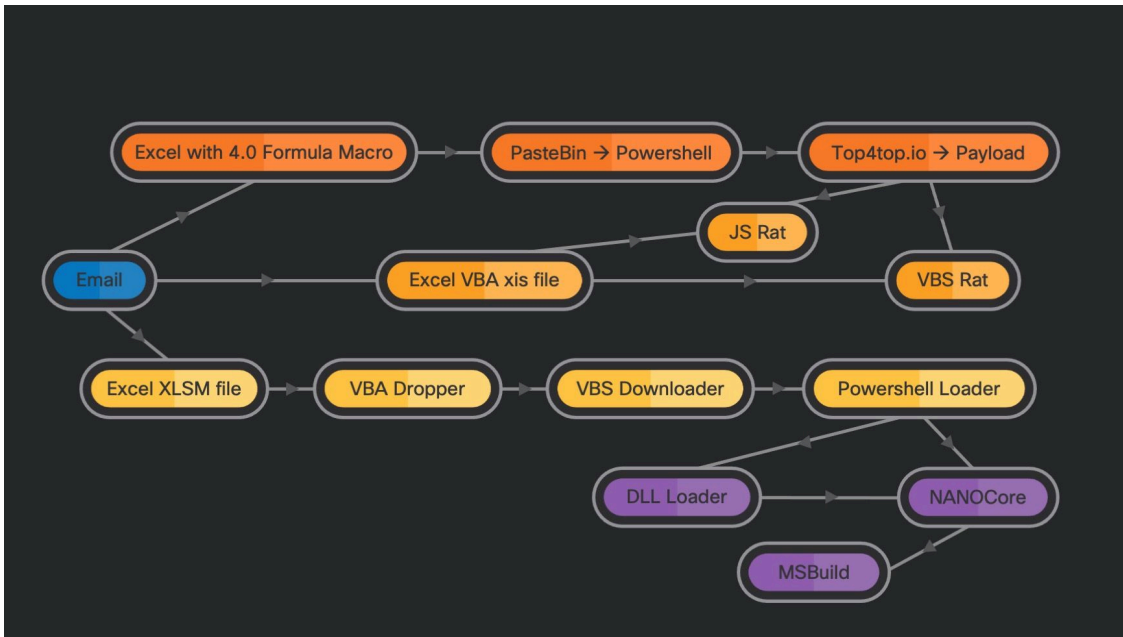 Excel with 4.0 Formula Macro
PasteBin → Powershell
Top4top.io → Payload
JS Rat
Email
Excel VBA xis file
VBS Rat
Excel XLSM file
VBA Dropper
VBS Downloader
Powershell Loader
DLL Loader
NANOCore
MSBuild